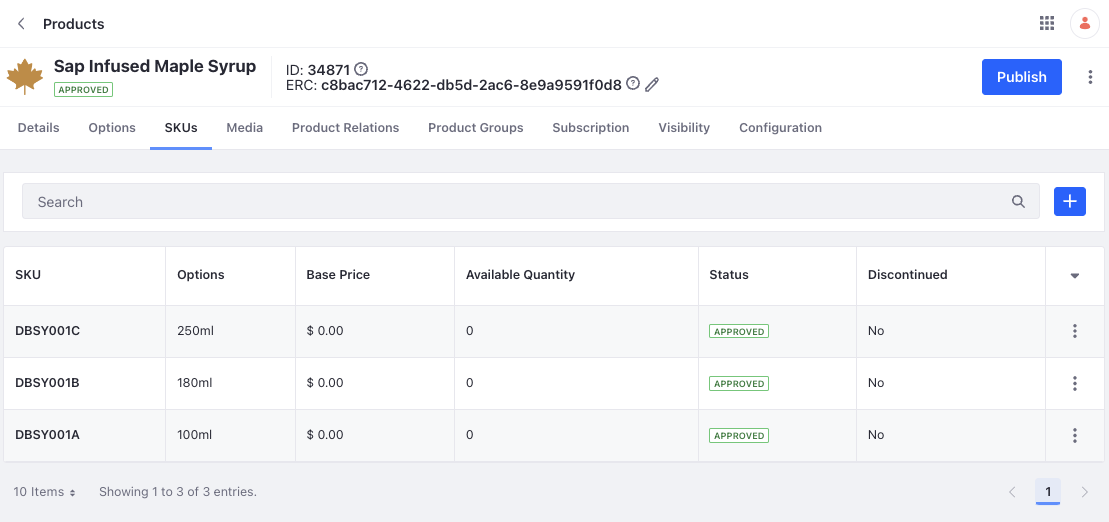 Products
Sap Infused Maple Syrup
APPROVED
ID: 34871
ERC: c8bac712-4622-db5d-2ac6-8e9a9591f0d8
Publish
Details Options SKUs Media Product Relations Product Groups Subscription Visibility Configuration
Search
SKU Options Base Price Available Quantity Status Discontinued
DBSY001C 250ml $ 0.00 0 APPROVED No
DBSY001B 180ml $ 0.00 0 APPROVED No
DBSY001A 100ml $ 0.00 0 APPROVED No
10 Items Showing 1 to 3 of 3 entries. 1